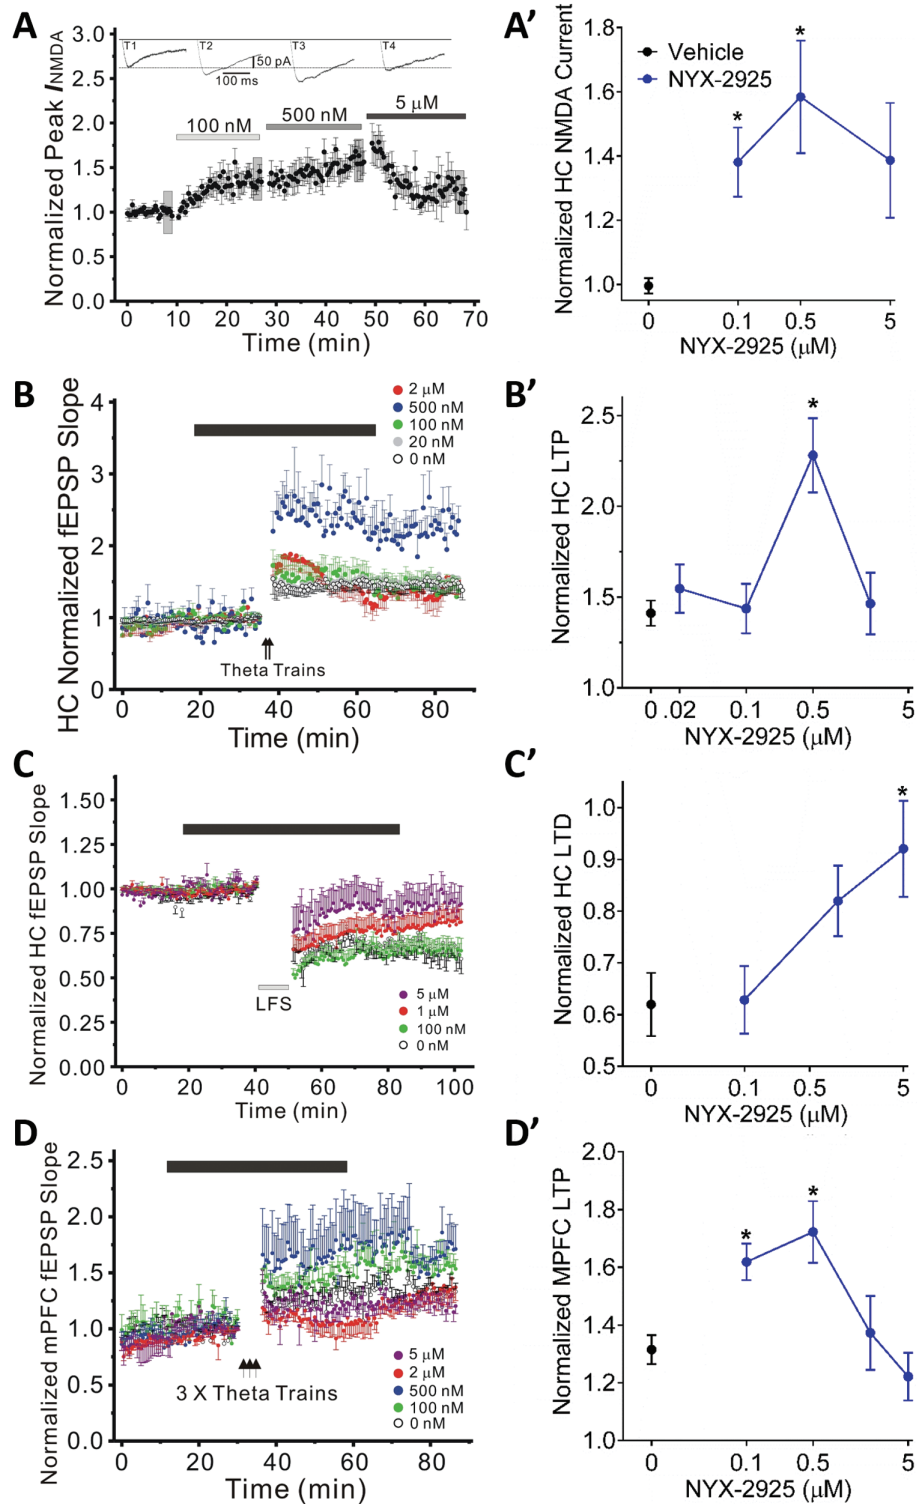 A
Normalized Peak INMDA
3.0
2.5
2.0
1.5
1.0
0.5
0.0
T1
T2
T3
T4
50 pA
100 ms
100 nM
500 nM
5 μM
0 10 20 30 40 50 60 70
Time (min)
A′
Normalized HC NMDA Current
1.8
1.6
1.4
1.2
1.0
Vehicle
NYX-2925
*
*
0 0.1 0.5 5
NYX-2925 (μM)
B
HC Normalized fEPSP Slope
4
3
2
1
0
2 μM
500 nM
100 nM
20 nM
0 nM
Theta Trains
0 20 40 60 80
Time (min)
B′
Normalized HC LTP
2.5
2.0
1.5
1.0
*
0 .02 0.1 0.5 5
NYX-2925 (μM)
C
Normalized HC fEPSP Slope
1.50
1.25
1.00
0.75
0.50
0.25
0.00
LFS
5 μM
1 μM
100 nM
0 nM
0 20 40 60 80 100
Time (min)
C′
Normalized HC LTD
1.0
0.9
0.8
0.7
0.6
0.5
*
0 0.1 0.5 5
NYX-2925 (μM)
D
Normalized mPFC fEPSP Slope
2.5
2.0
1.5
1.0
0.5
0.0
3 X Theta Trains
5 μM
2 μM
500 nM
100 nM
0 nM
0 20 40 60 80
Time (min)
D′
Normalized MPFC LTP
2.0
1.8
1.6
1.4
1.2
1.0
*
*
0 0.1 0.5 5
NYX-2925 (μM)